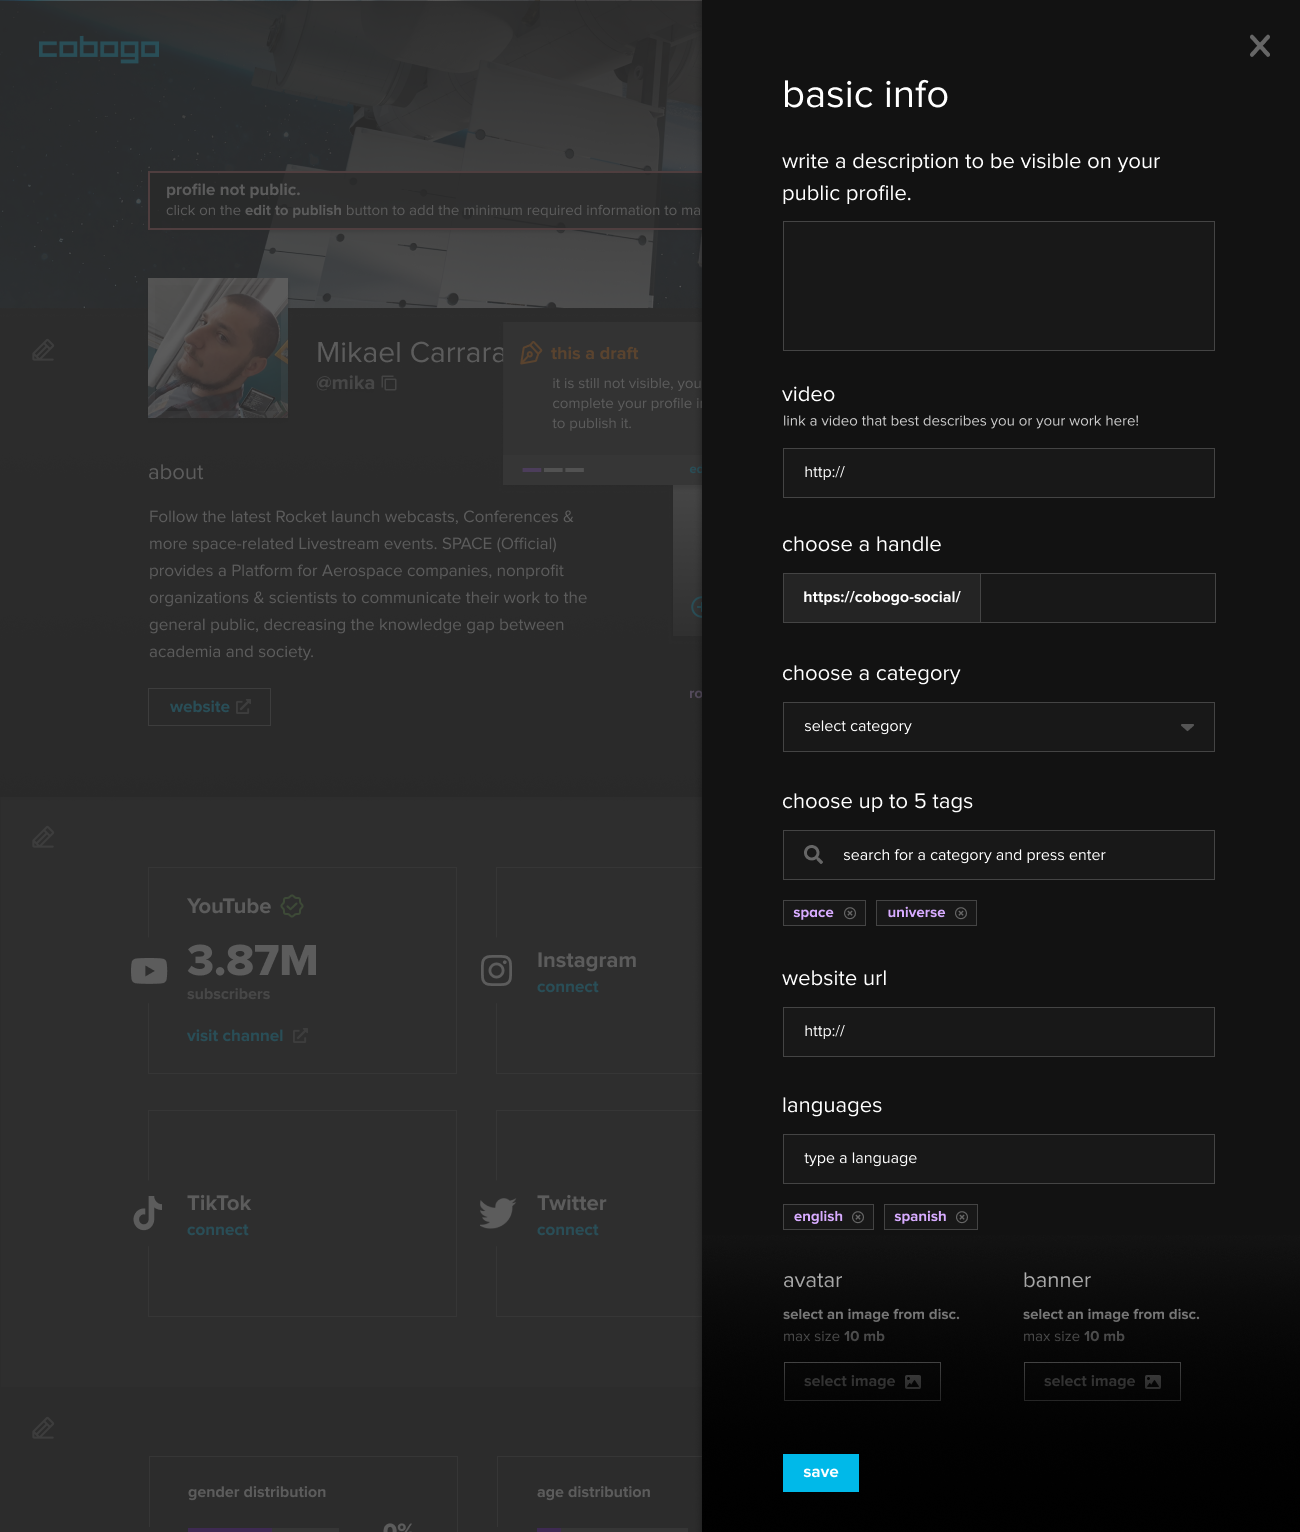 cobogo
profile not public.
click on the edit to publish button to add the minimum required information to ma
Mikael Carrara
@mika
this a draft
it is still not visible, you
complete your profile i
to publish it.
about
Follow the latest Rocket launch webcasts, Conferences &
more space-related Livestream events. SPACE (Official)
provides a Platform for Aerospace companies, nonprofit
organizations & scientists to communicate their work to the
general public, decreasing the knowledge gap between
academia and society.
website
YouTube
3.87M
subscribers
visit channel
Instagram
connect
TikTok
connect
Twitter
connect
gender distribution
0%
age distribution
basic info
write a description to be visible on your
public profile.
video
link a video that best describes you or your work here!
http://
choose a handle
https://cobogo-social/
choose a category
select category
choose up to 5 tags
search for a category and press enter
space
universe
website url
http://
languages
type a language
english
spanish
avatar
select an image from disc.
max size 10 mb
select image
banner
select an image from disc.
max size 10 mb
select image
save